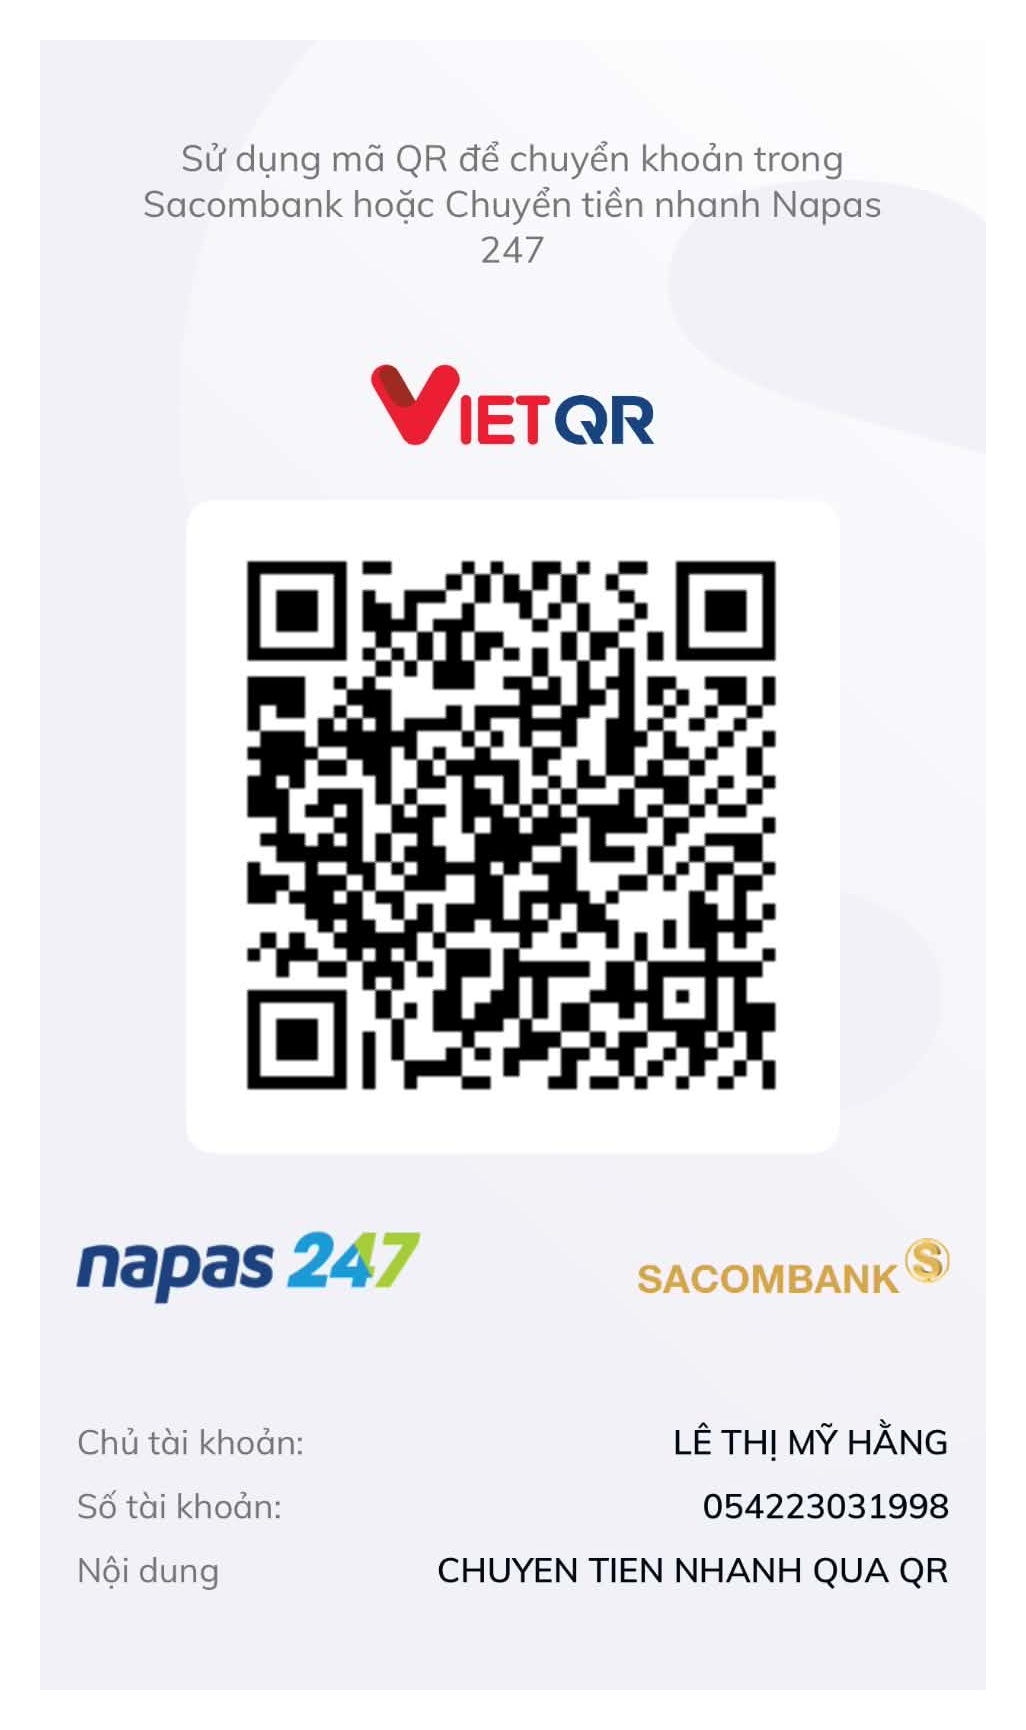 Sử dụng mã QR để chuyển khoản trong
Sacombank hoặc Chuyển tiền nhanh Napas
247
VIETQR
napas 247
SACOMBANK S
Chủ tài khoản: LÊ THỊ MỸ HẰNG
Số tài khoản: 054223031998
Nội dung CHUYEN TIEN NHANH QUA QR